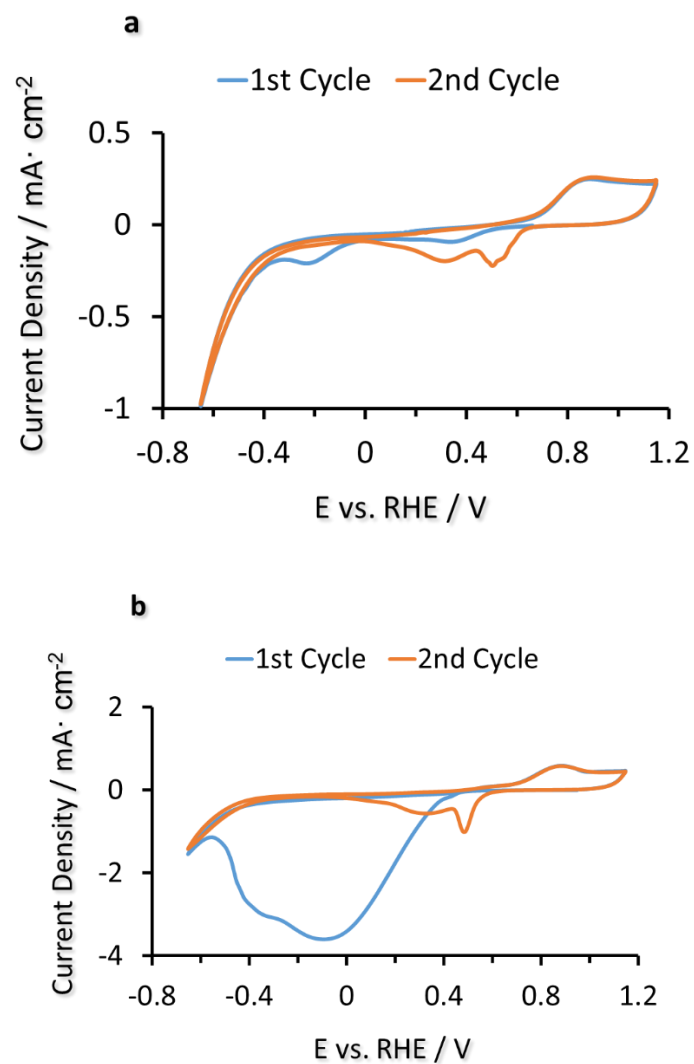 a
1st Cycle 2nd Cycle
0.5
0
-0.5
-1
-0.8 -0.4 0 0.4 0.8 1.2
Current Density / mA· cm-2
E vs. RHE / V
b
1st Cycle 2nd Cycle
2
0
-2
-4
-0.8 -0.4 0 0.4 0.8 1.2
Current Density / mA· cm-2
E vs. RHE / V